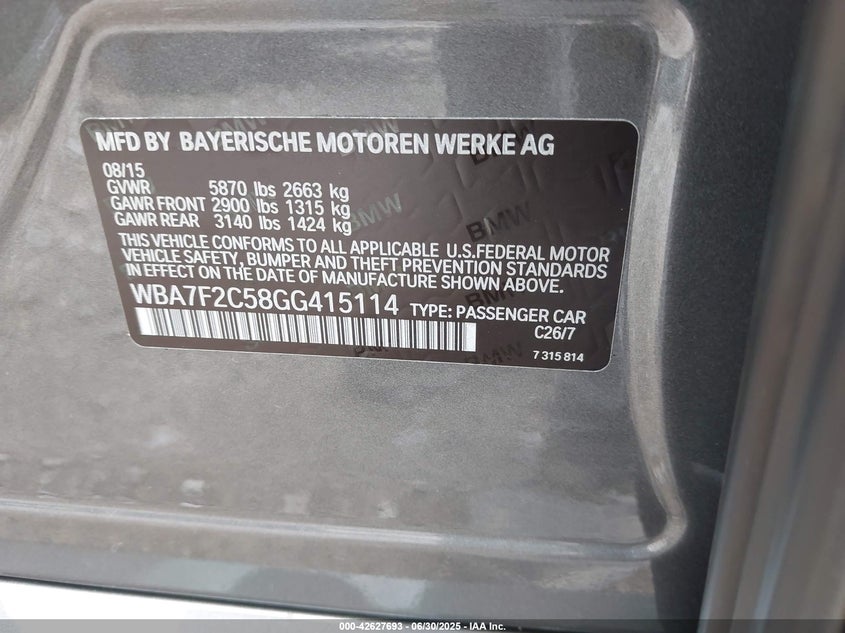 MFD BY BAYERISCHE MOTOREN WERKE AG
08/15
GVWR 5870 lbs 2663 kg
GAWR FRONT 2900 lbs 1315 kg
GAWR REAR 3140 lbs 1424 kg
THIS VEHICLE CONFORMS TO ALL APPLICABLE U.S.FEDERAL MOTOR
VEHICLE SAFETY, BUMPER AND THEFT PREVENTION STANDARDS
IN EFFECT ON THE DATE OF MANUFACTURE SHOWN ABOVE.
WBA7F2C58GG415114 TYPE: PASSENGER CAR
C26/7
7 315 814
BMW
BMW
BMW
000-42627693 - 06/30/2025 - IAA Inc.